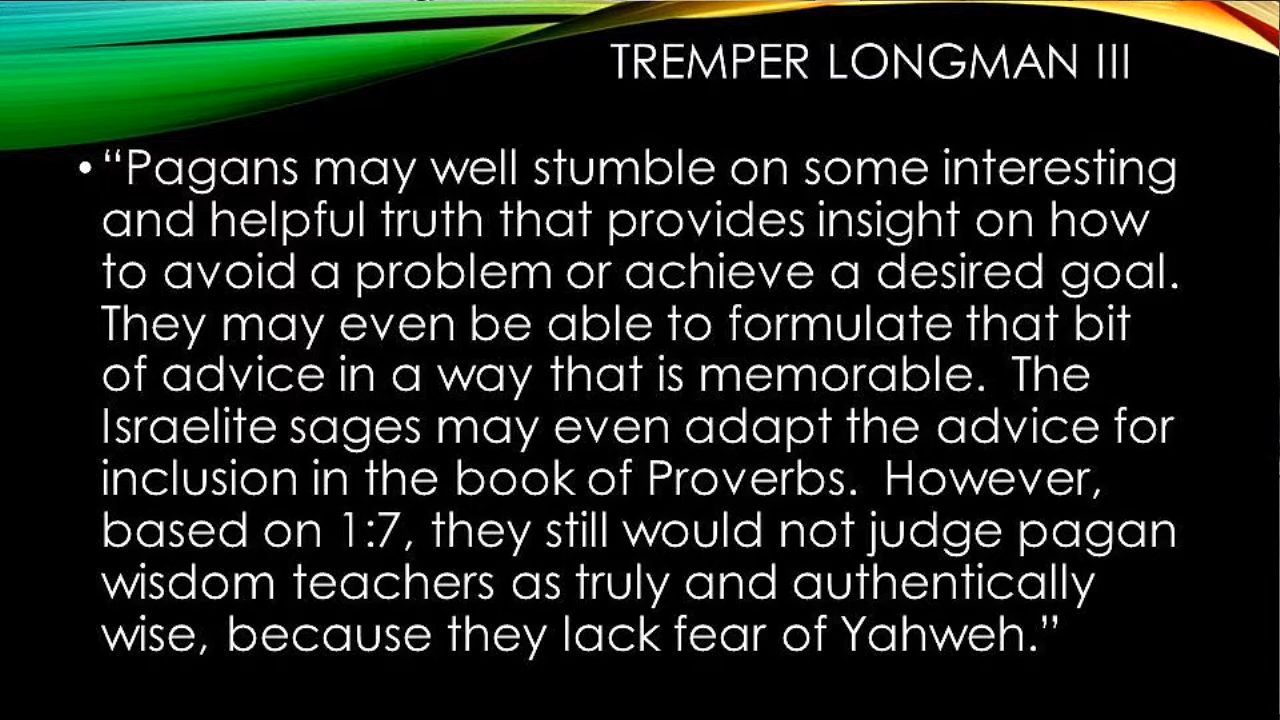 TREMPER LONGMAN III
• “Pagans may well stumble on some interesting
and helpful truth that provides insight on how
to avoid a problem or achieve a desired goal.
They may even be able to formulate that bit
of advice in a way that is memorable.  The
Israelite sages may even adapt the advice for
inclusion in the book of Proverbs.  However,
based on 1:7, they still would not judge pagan
wisdom teachers as truly and authentically
wise, because they lack fear of Yahweh.”